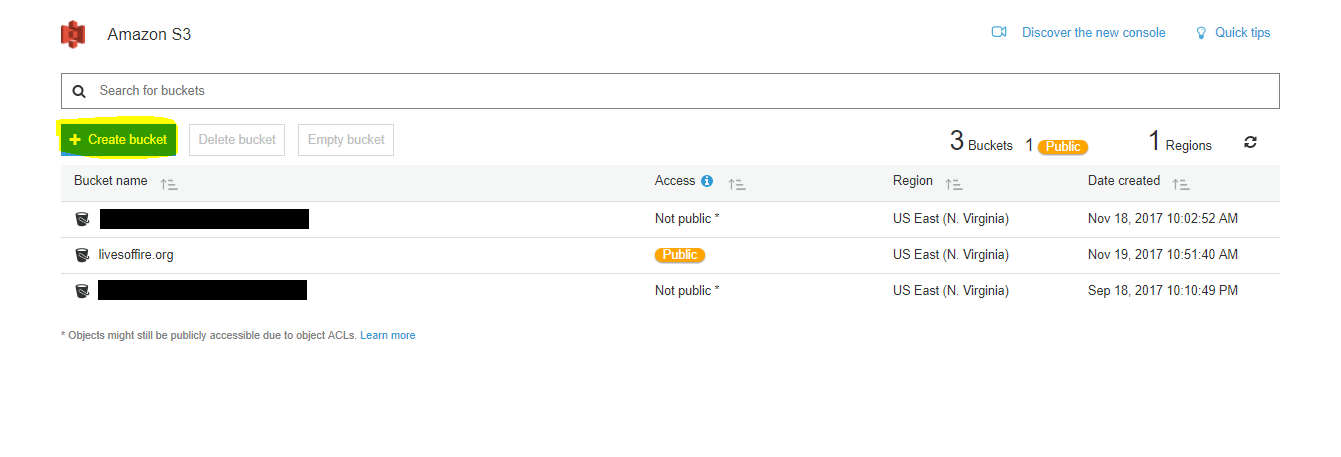 Amazon S3 Discover the new console Quick tips
Search for buckets
Create bucket Delete bucket Empty bucket 3 Buckets 1 Public 1 Regions
Bucket name Access Region Date created
Not public * US East (N. Virginia) Nov 18, 2017 10:02:52 AM
livesoffire.org Public US East (N. Virginia) Nov 19, 2017 10:51:40 AM
Not public * US East (N. Virginia) Sep 18, 2017 10:10:49 PM
* Objects might still be publicly accessible due to object ACLs. Learn more